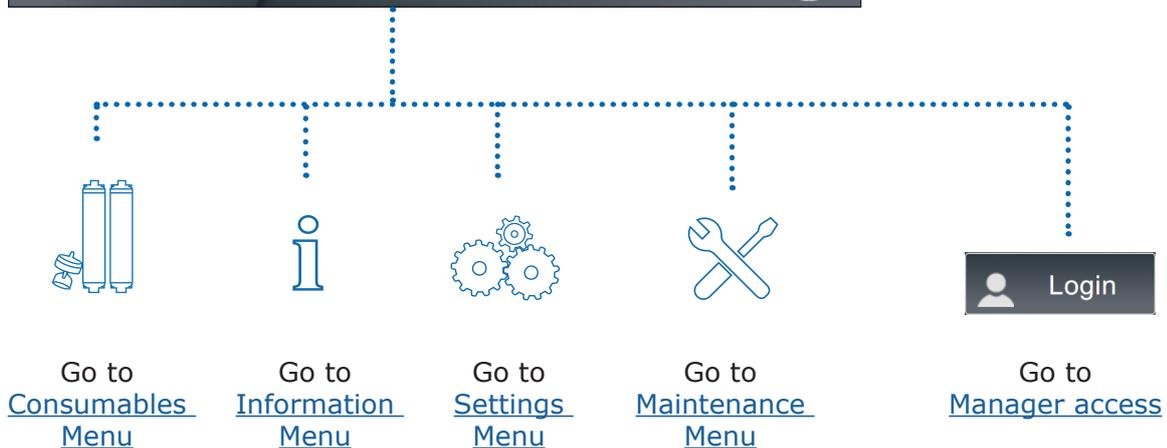 Login
Go to
Consumables
Menu
Go to
Information
Menu
Go to
Settings
Menu
Go to
Maintenance
Menu
Go to
Manager access